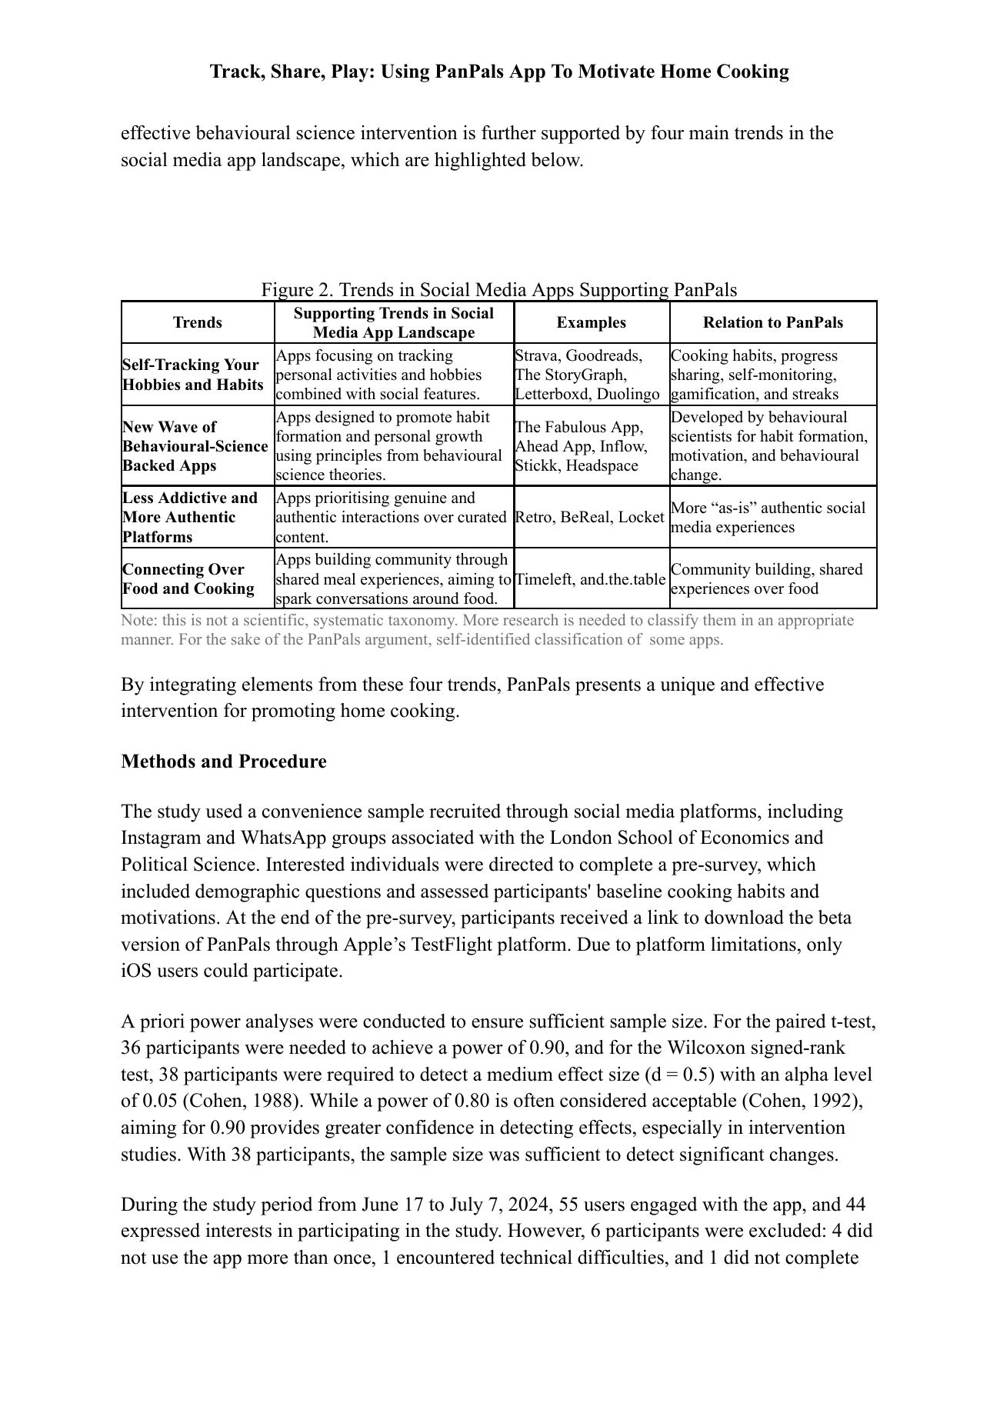 Track, Share, Play: Using PanPals App To Motivate Home Cooking
effective behavioural science intervention is further supported by four main trends in the
social media app landscape, which are highlighted below.
Figure 2. Trends in Social Media Apps Supporting PanPals
Trends
Supporting Trends in Social
Media App Landscape
Examples
Relation to PanPals
Self-Tracking Your
Hobbies and Habits
Apps focusing on tracking
personal activities and hobbies
combined with social features.
Strava, Goodreads,
The StoryGraph,
Letterboxd, Duolingo
Cooking habits, progress
sharing, self-monitoring,
gamification, and streaks
New Wave of
Behavioural-Science
Backed Apps
Apps designed to promote habit
formation and personal growth
using principles from behavioural
science theories.
The Fabulous App,
Ahead App, Inflow,
Stickk, Headspace
Developed by behavioural
scientists for habit formation,
motivation, and behavioural
change.
Less Addictive and
More Authentic
Platforms
Apps prioritising genuine and
authentic interactions over curated
content.
Retro, BeReal, Locket
More “as-is” authentic social
media experiences
Connecting Over
Food and Cooking
Apps building community through
shared meal experiences, aiming to
spark conversations around food.
Timeleft, and.the.table
Community building, shared
experiences over food
Note: this is not a scientific, systematic taxonomy. More research is needed to classify them in an appropriate
manner. For the sake of the PanPals argument, self-identified classification of some apps.
By integrating elements from these four trends, PanPals presents a unique and effective
intervention for promoting home cooking.
Methods and Procedure
The study used a convenience sample recruited through social media platforms, including
Instagram and WhatsApp groups associated with the London School of Economics and
Political Science. Interested individuals were directed to complete a pre-survey, which
included demographic questions and assessed participants' baseline cooking habits and
motivations. At the end of the pre-survey, participants received a link to download the beta
version of PanPals through Apple’s TestFlight platform. Due to platform limitations, only
iOS users could participate.
A priori power analyses were conducted to ensure sufficient sample size. For the paired t-test,
36 participants were needed to achieve a power of 0.90, and for the Wilcoxon signed-rank
test, 38 participants were required to detect a medium effect size (d = 0.5) with an alpha level
of 0.05 (Cohen, 1988). While a power of 0.80 is often considered acceptable (Cohen, 1992),
aiming for 0.90 provides greater confidence in detecting effects, especially in intervention
studies. With 38 participants, the sample size was sufficient to detect significant changes.
During the study period from June 17 to July 7, 2024, 55 users engaged with the app, and 44
expressed interests in participating in the study. However, 6 participants were excluded: 4 did
not use the app more than once, 1 encountered technical difficulties, and 1 did not complete